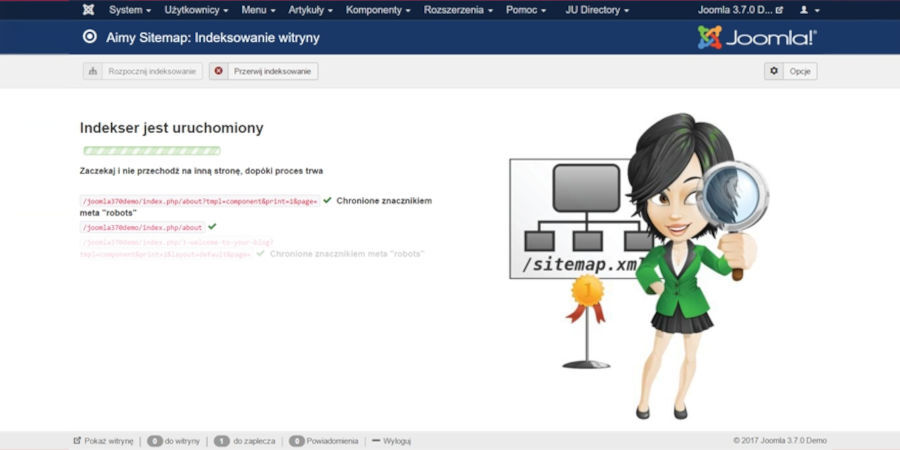 System Użytkownicy Menu Artykuły Komponenty Rozszerzenia Pomoc JU Directory Joomla 3.7.0 D...
Aimy Sitemap: Indeksowanie witryny Joomla!®
Rozpocznij indeksowanie Przerwij indeksowanie Opcje
Indekser jest uruchomiony
Zaczekaj i nie przechodź na inną stronę, dopóki proces trwa
/joomla370demo/index.php/about?tmpl=component&print=1&page= Chronione znacznikiem
meta "robots"
/joomla370demo/index.php/about
/joomla370demo/index.php/3-welcome-to-your-blog?
tmpl=component&print=1&layout=default&page= Chronione znacznikiem meta "robots"
/sitemap.xml
1
Pokaż witrynę | 0 do witryny | 1 do zaplecza | 0 Powiadomienia | Wyloguj
© 2017 Joomla 3.7.0 Demo